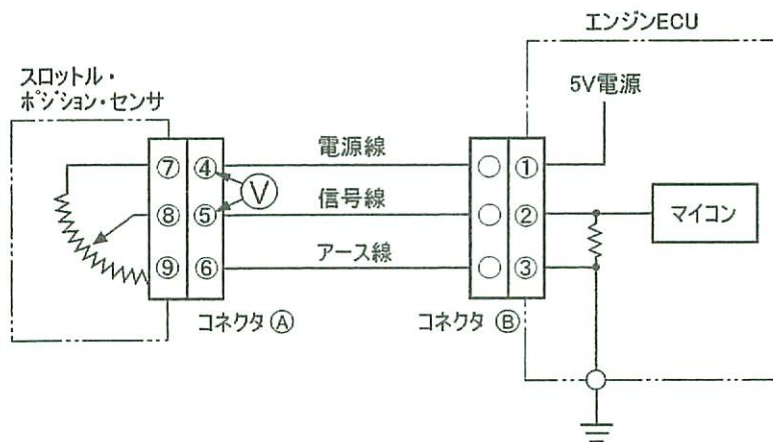 エンジンECU
スロットル・
ポジション・センサ
5V電源
⑦ ④ 電源線 ①
V
⑧ ⑤ 信号線 ② マイコン
⑨ ⑥ アース線 ③
コネクタ Ⓐ コネクタ Ⓑ